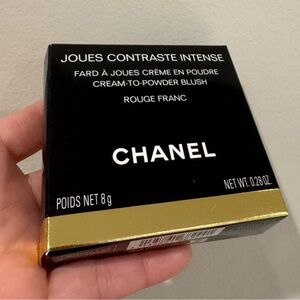 JOUES CONTRASTE INTENSE
FARD À JOUES CRÈME EN POUDRE
CREAM-TO-POWDER BLUSH
ROUGE FRANC
CHANEL
POIDS NET 8 g
NET WT. 0.28 OZ.